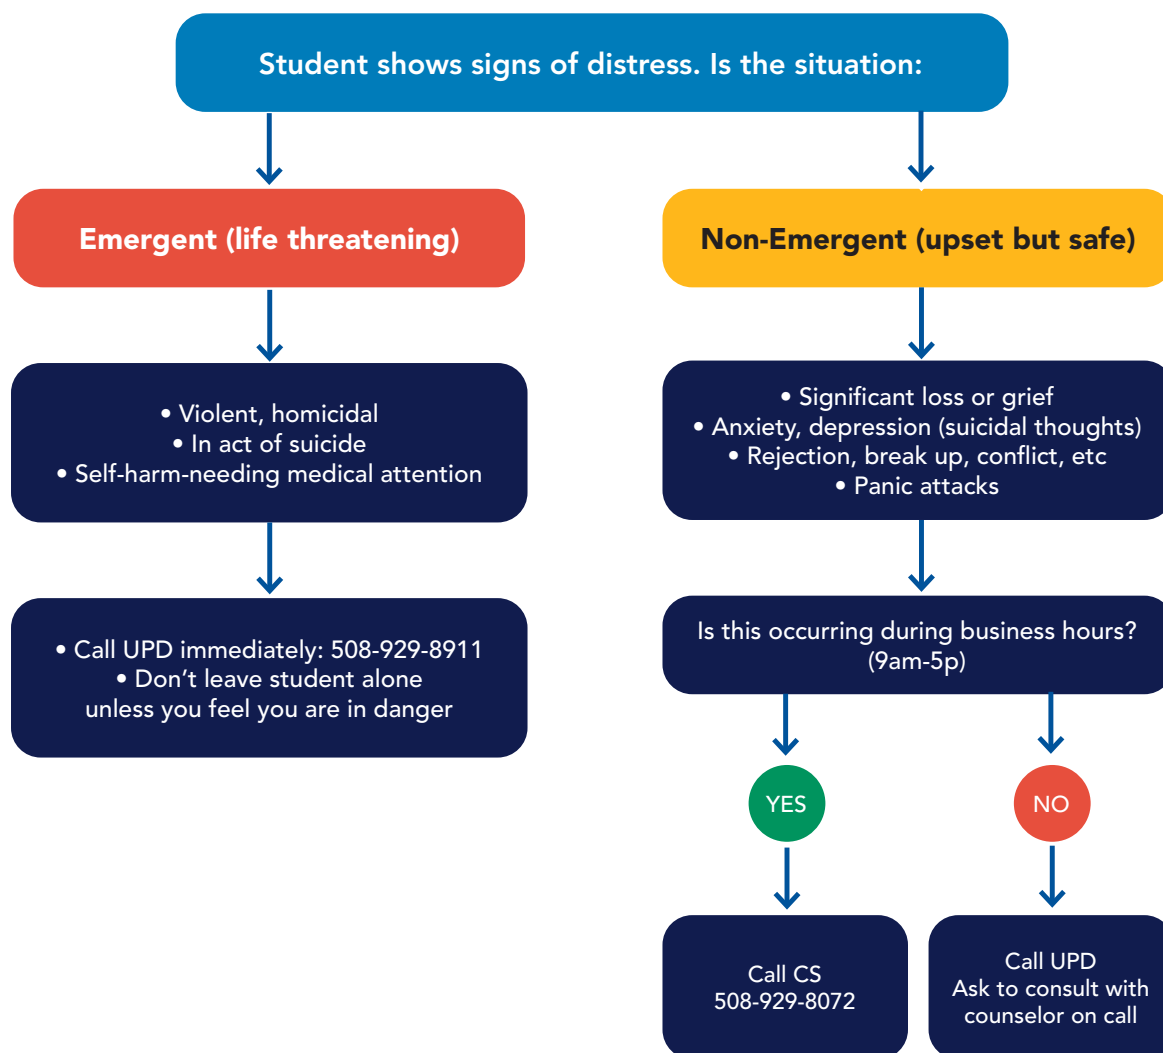 Student shows signs of distress. Is the situation:
Emergent (life threatening)
• Violent, homicidal
• In act of suicide
• Self-harm-needing medical attention
• Call UPD immediately: 508-929-8911
• Don’t leave student alone
unless you feel you are in danger
Non-Emergent (upset but safe)
• Significant loss or grief
• Anxiety, depression (suicidal thoughts)
• Rejection, break up, conflict, etc
• Panic attacks
Is this occurring during business hours?
(9am-5p)
YES
Call CS
508-929-8072
NO
Call UPD
Ask to consult with
counselor on call